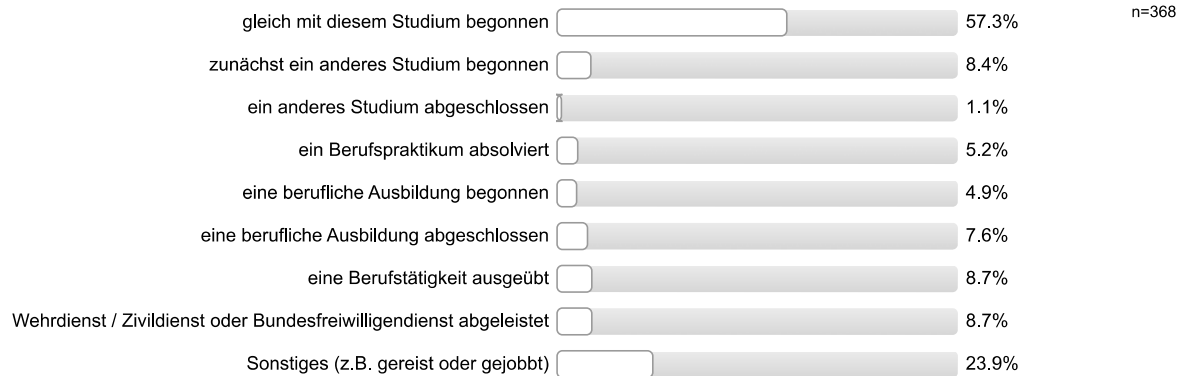 gleich mit diesem Studium begonnen 57.3% n=368
zunächst ein anderes Studium begonnen 8.4%
ein anderes Studium abgeschlossen 1.1%
ein Berufspraktikum absolviert 5.2%
eine berufliche Ausbildung begonnen 4.9%
eine berufliche Ausbildung abgeschlossen 7.6%
eine Berufstätigkeit ausgeübt 8.7%
Wehrdienst / Zivildienst oder Bundesfreiwilligendienst abgeleistet 8.7%
Sonstiges (z.B. gereist oder gejobbt) 23.9%